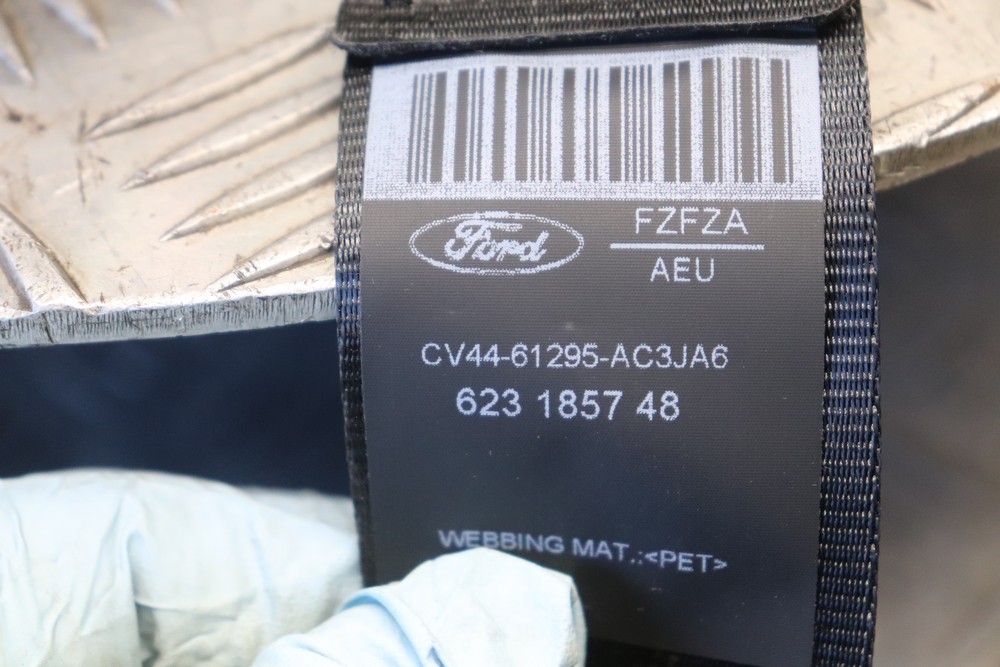 Ford
FZFZA
AEU
CV44-61295-AC3JA6
623 1857 48
WEBBING MAT.:<PET>